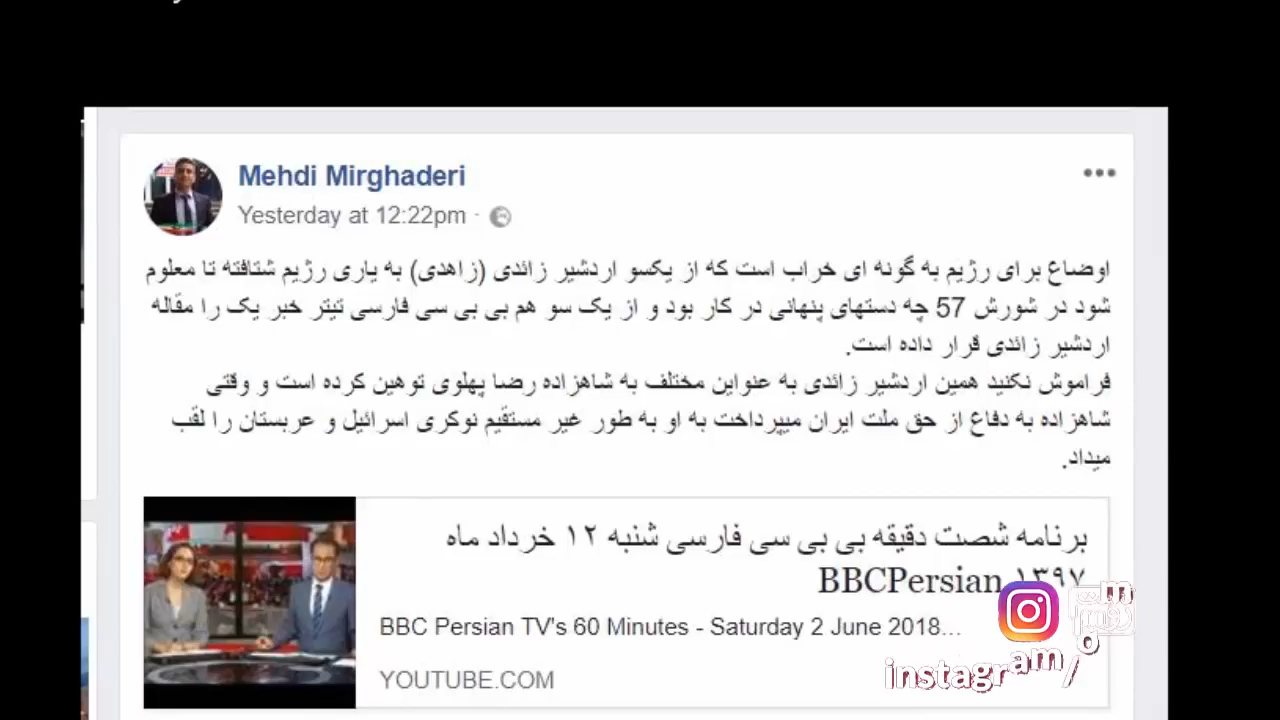 Mehdi Mirghaderi
Yesterday at 12:22pm ·
اوضاع برای رژیم به گونه ای خراب است که از یکسو اردشیر زائدی (زاهدی) به یاری رژیم شتافته تا معلوم
شود در شورش 57 چه دستهای پنهانی در کار بود و از یک سو هم بی بی سی فارسی تیتر خبر یک را مقاله
اردشیر زائدی قرار داده است.
فراموش نکنید همین اردشیر زائدی به عنواین مختلف به شاهزاده رضا پهلوی توهین کرده است و وقتی
شاهزاده به دفاع از حق ملت ایران میپرداخت به او به طور غیر مستقیم نوکری اسرائیل و عربستان را لقب
میداد.
برنامه شصت دقیقه بی بی سی فارسی شنبه ۱۲ خرداد ماه
۱۳۹۷ BBCPersian
BBC Persian TV's 60 Minutes - Saturday 2 June 2018...
YOUTUBE.COM
instagram/